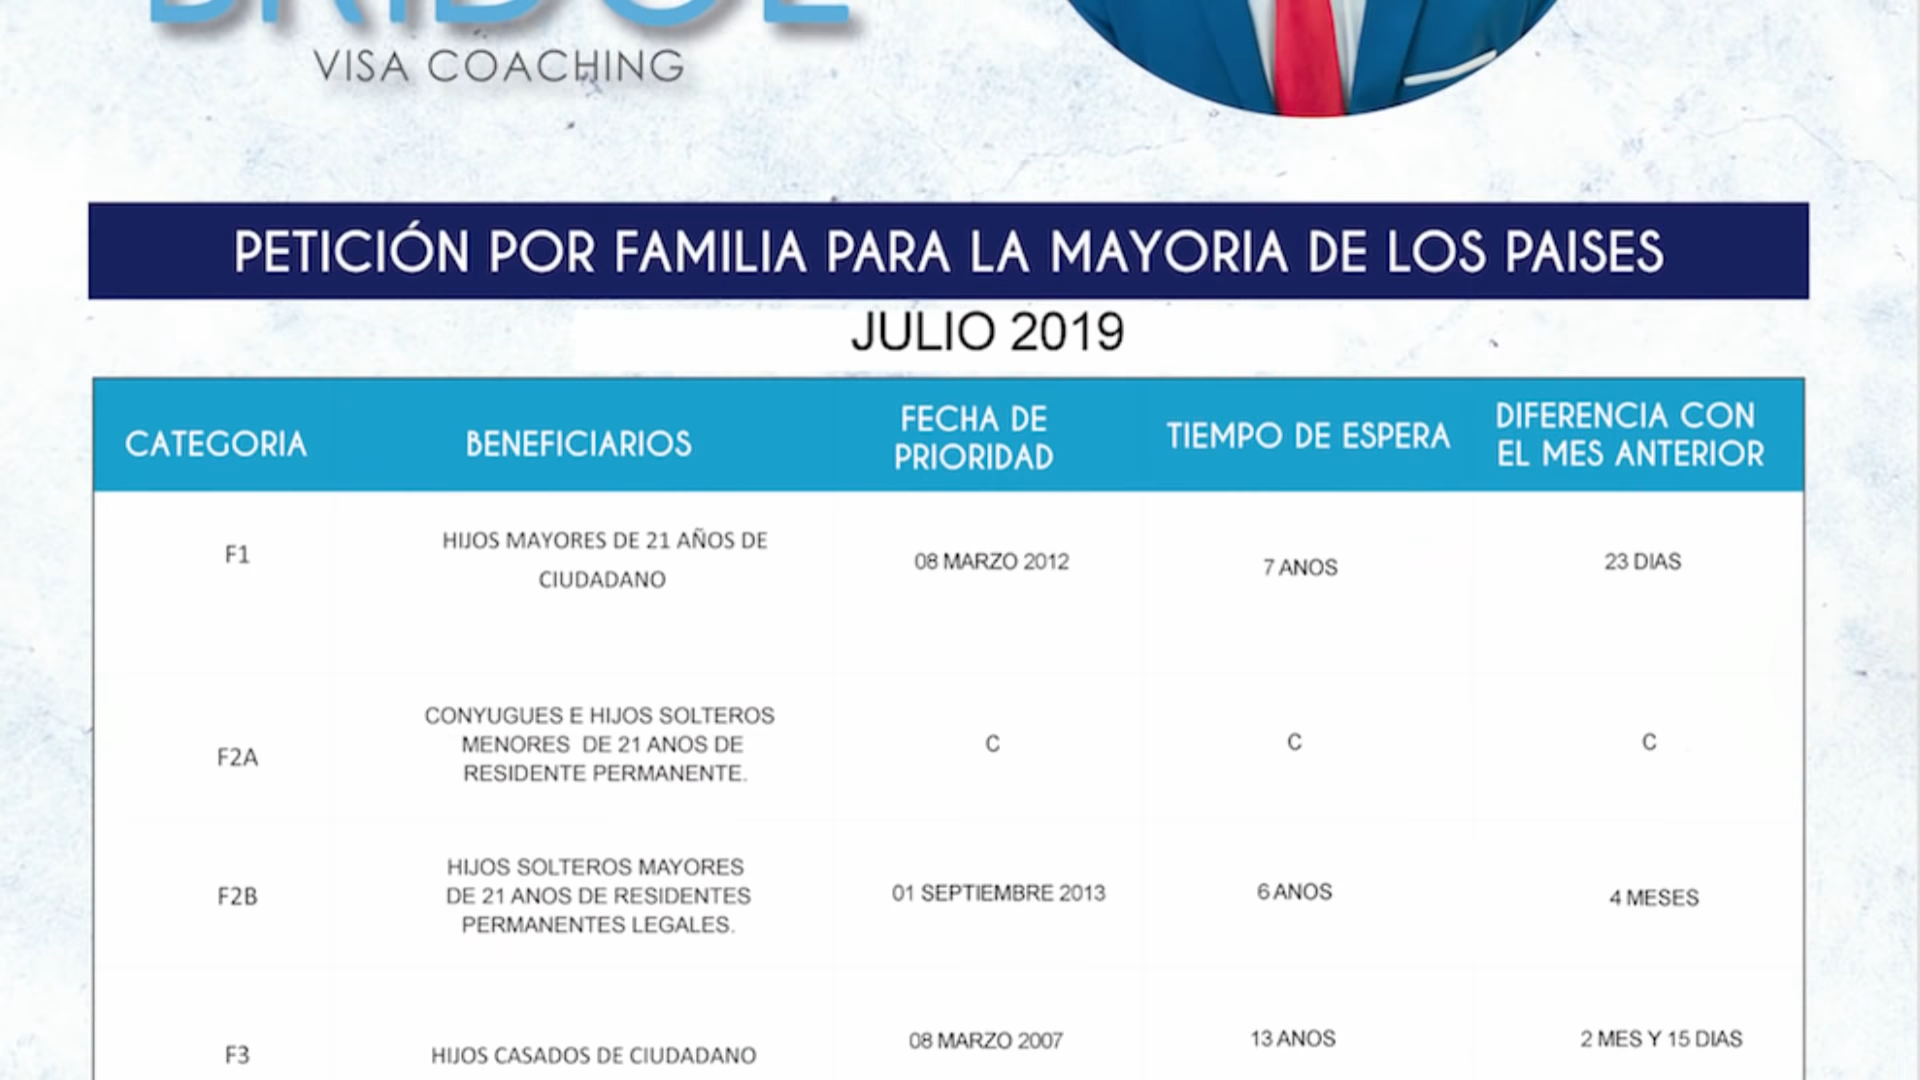 VISA COACHING
PETICIÓN POR FAMILIA PARA LA MAYORIA DE LOS PAISES
JULIO 2019
CATEGORIA
BENEFICIARIOS
FECHA DE
PRIORIDAD
TIEMPO DE ESPERA
DIFERENCIA CON
EL MES ANTERIOR
F1
HIJOS MAYORES DE 21 AÑOS DE
CIUDADANO
08 MARZO 2012
7 ANOS
23 DIAS
F2A
CONYUGUES E HIJOS SOLTEROS
MENORES DE 21 ANOS DE
RESIDENTE PERMANENTE.
C
C
C
F2B
HIJOS SOLTEROS MAYORES
DE 21 ANOS DE RESIDENTES
PERMANENTES LEGALES.
01 SEPTIEMBRE 2013
6 ANOS
4 MESES
F3
HIJOS CASADOS DE CIUDADANO
08 MARZO 2007
13 ANOS
2 MES Y 15 DIAS